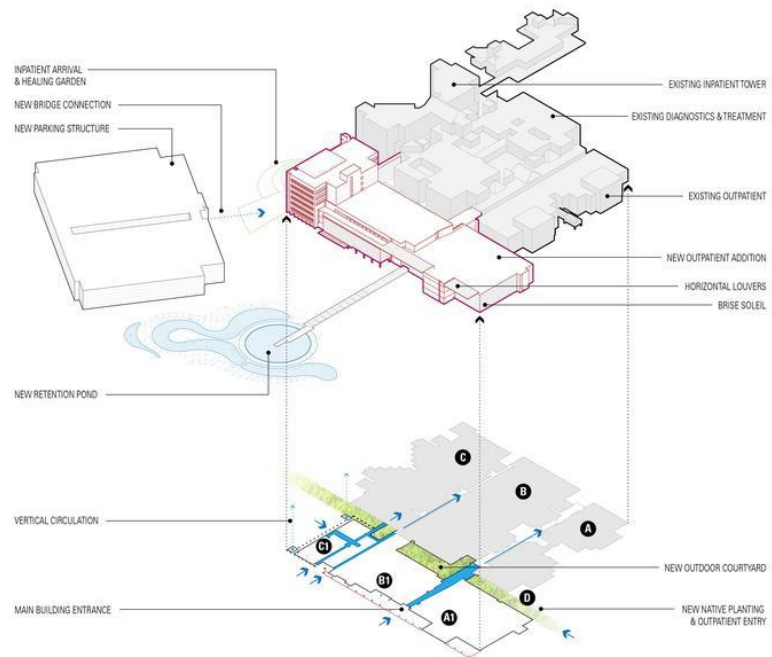 INPATIENT ARRIVAL
& HEALING GARDEN
NEW BRIDGE CONNECTION
NEW PARKING STRUCTURE
EXISTING INPATIENT TOWER
EXISTING DIAGNOSTICS & TREATMENT
EXISTING OUTPATIENT
NEW OUTPATIENT ADDITION
HORIZONTAL LOUVERS
BRISE SOLEIL
NEW RETENTION POND
C
B
A
VERTICAL CIRCULATION
C1
B1
NEW OUTDOOR COURTYARD
D
MAIN BUILDING ENTRANCE
A1
NEW NATIVE PLANTING
& OUTPATIENT ENTRY